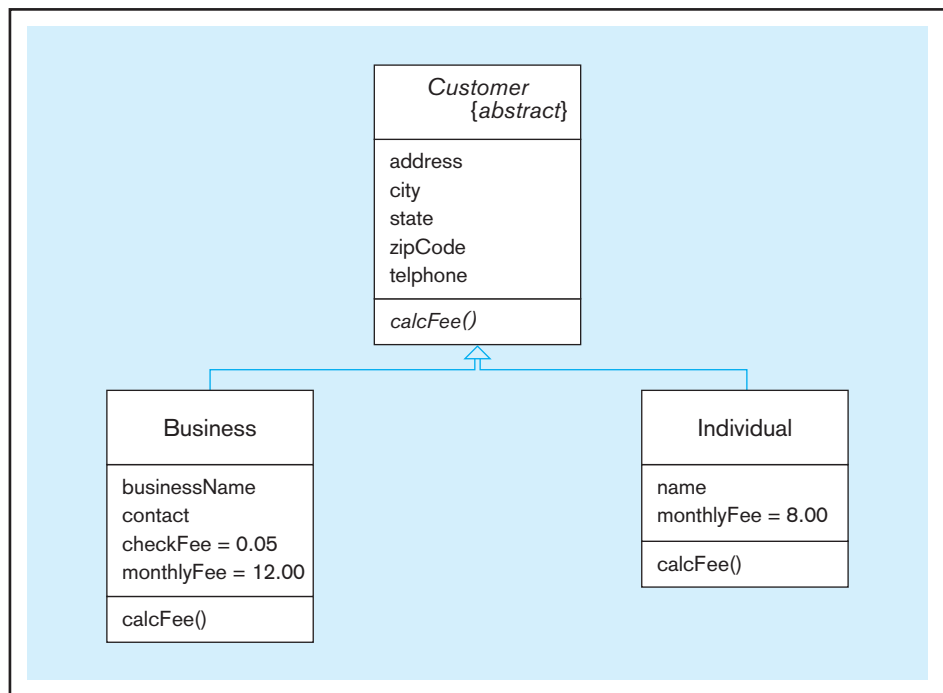 Customer
{abstract}
address
city
state
zipCode
telphone
calcFee()
Business
businessName
contact
checkFee = 0.05
monthlyFee = 12.00
calcFee()
Individual
name
monthlyFee = 8.00
calcFee()